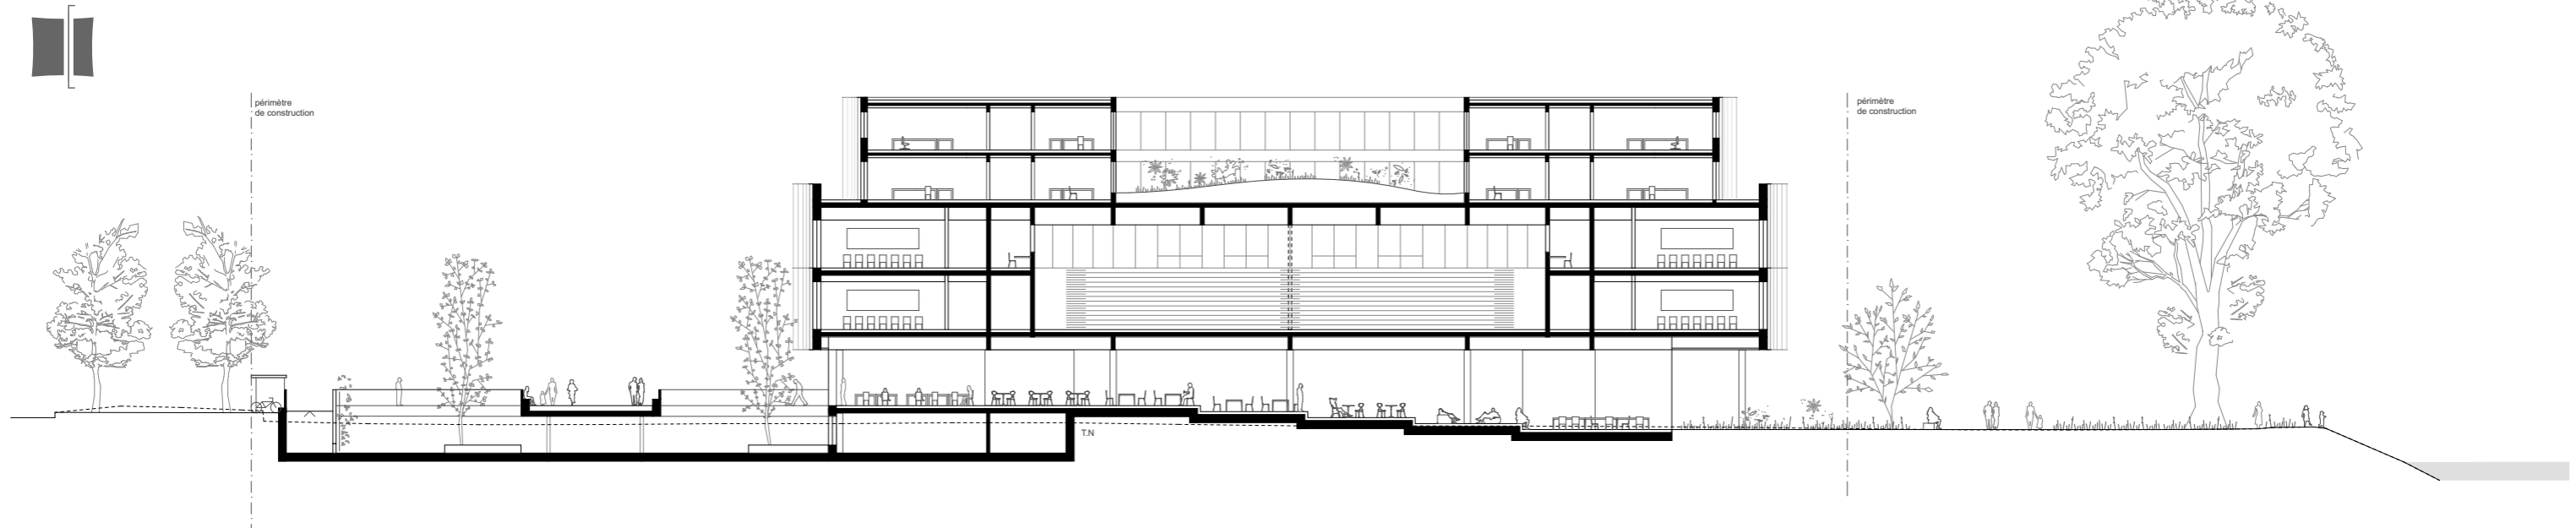 périmètre
de construction
périmètre
de construction
T.N